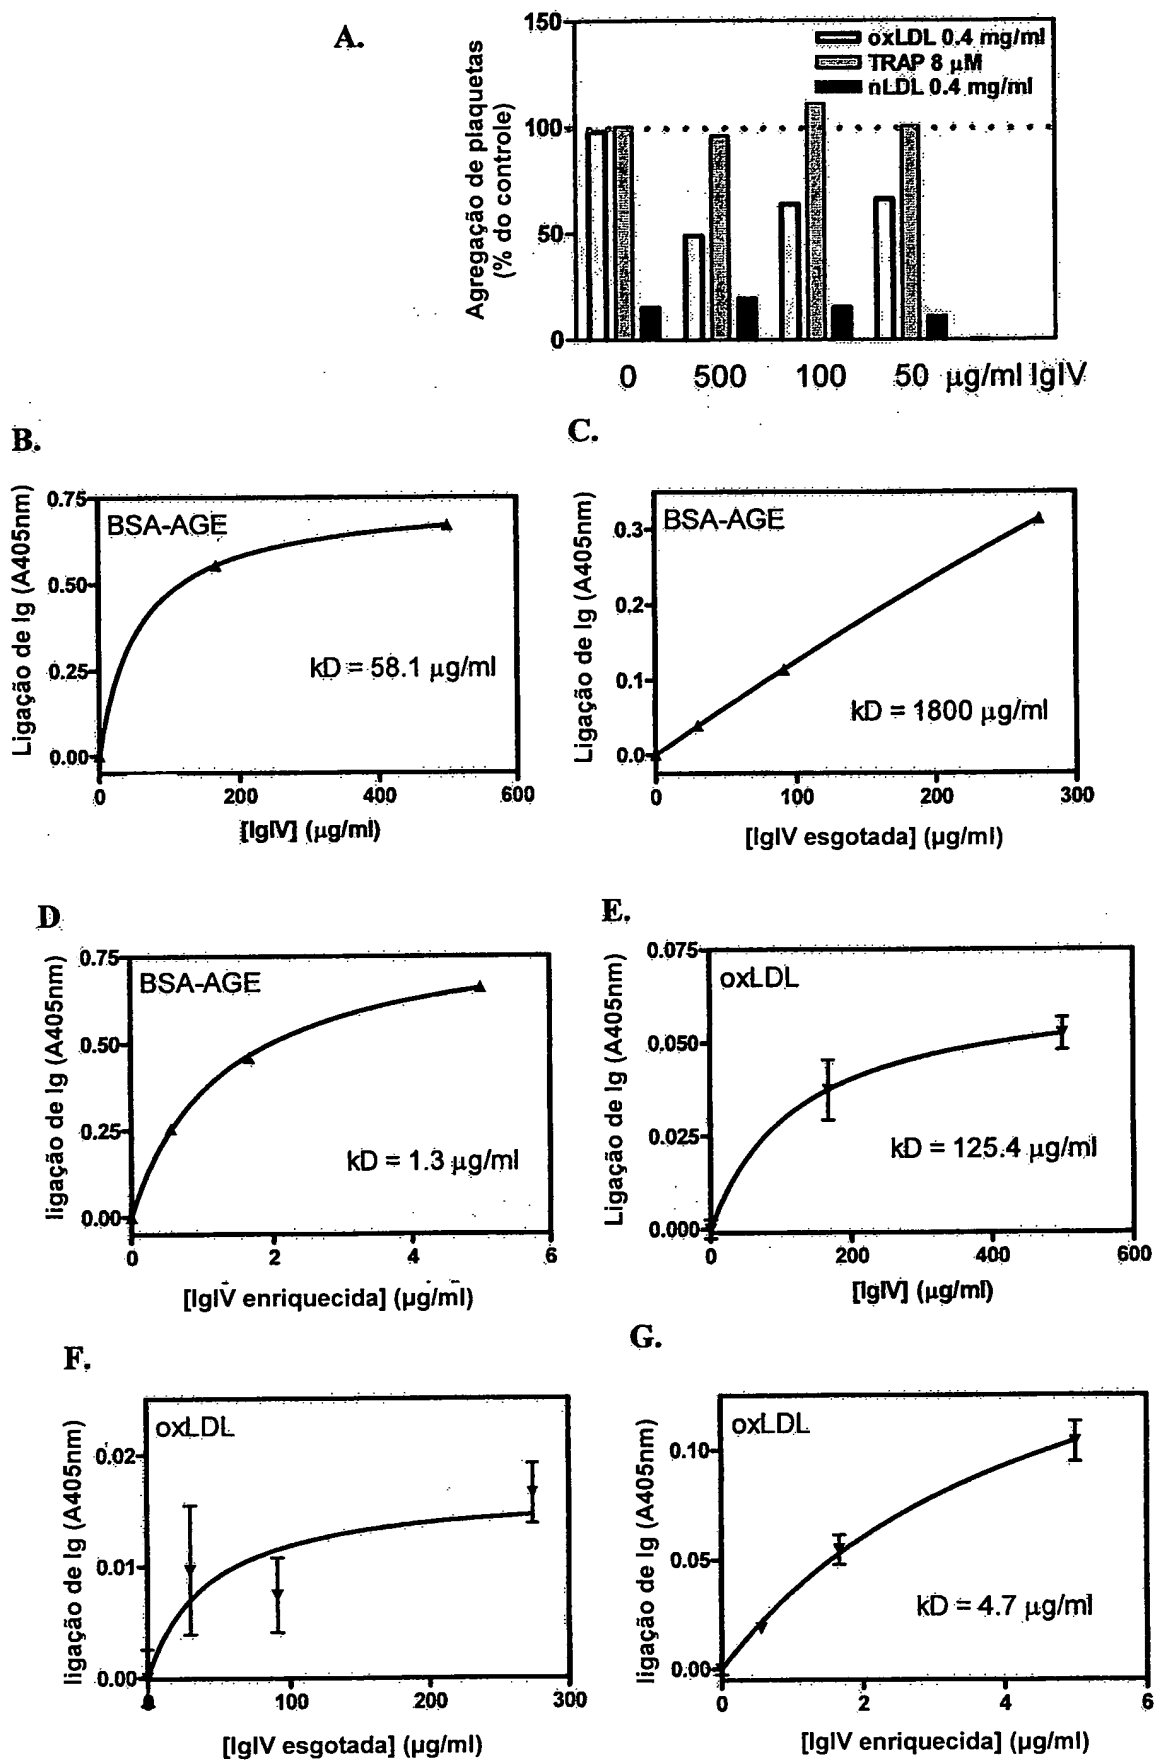 A.
Agregação de plaquetas
(% do controle)
150
100
50
0
oxLDL 0.4 mg/ml
TRAP 8 μM
nLDL 0.4 mg/ml
0 500 100 50 μg/ml IgIV
B.
Ligação de Ig (A405nm)
0.75
0.50
0.25
0.00
BSA-AGE
kD = 58.1 μg/ml
0 200 400 600
[IgIV] (μg/ml)
C.
Ligação de Ig (A405nm)
0.3
0.2
0.1
0.0
BSA-AGE
kD = 1800 μg/ml
0 100 200 300
[IgIV esgotada] (μg/ml)
D
ligação de Ig (A405nm)
0.75
0.50
0.25
0.00
BSA-AGE
kD = 1.3 μg/ml
0 2 4 6
[IgIV enriquecida] (μg/ml)
E.
Ligação de Ig (A405nm)
0.075
0.050
0.025
0.000
oxLDL
kD = 125.4 μg/ml
0 200 400 600
[IgIV] (μg/ml)
F.
ligação de Ig (A405nm)
0.02
0.01
0.00
oxLDL
0 100 200 300
[IgIV esgotada] (μg/ml)
G.
ligação de Ig (A405nm)
0.10
0.05
0.00
oxLDL
kD = 4.7 μg/ml
0 2 4 6
[IgIV enriquecida] (μg/ml)